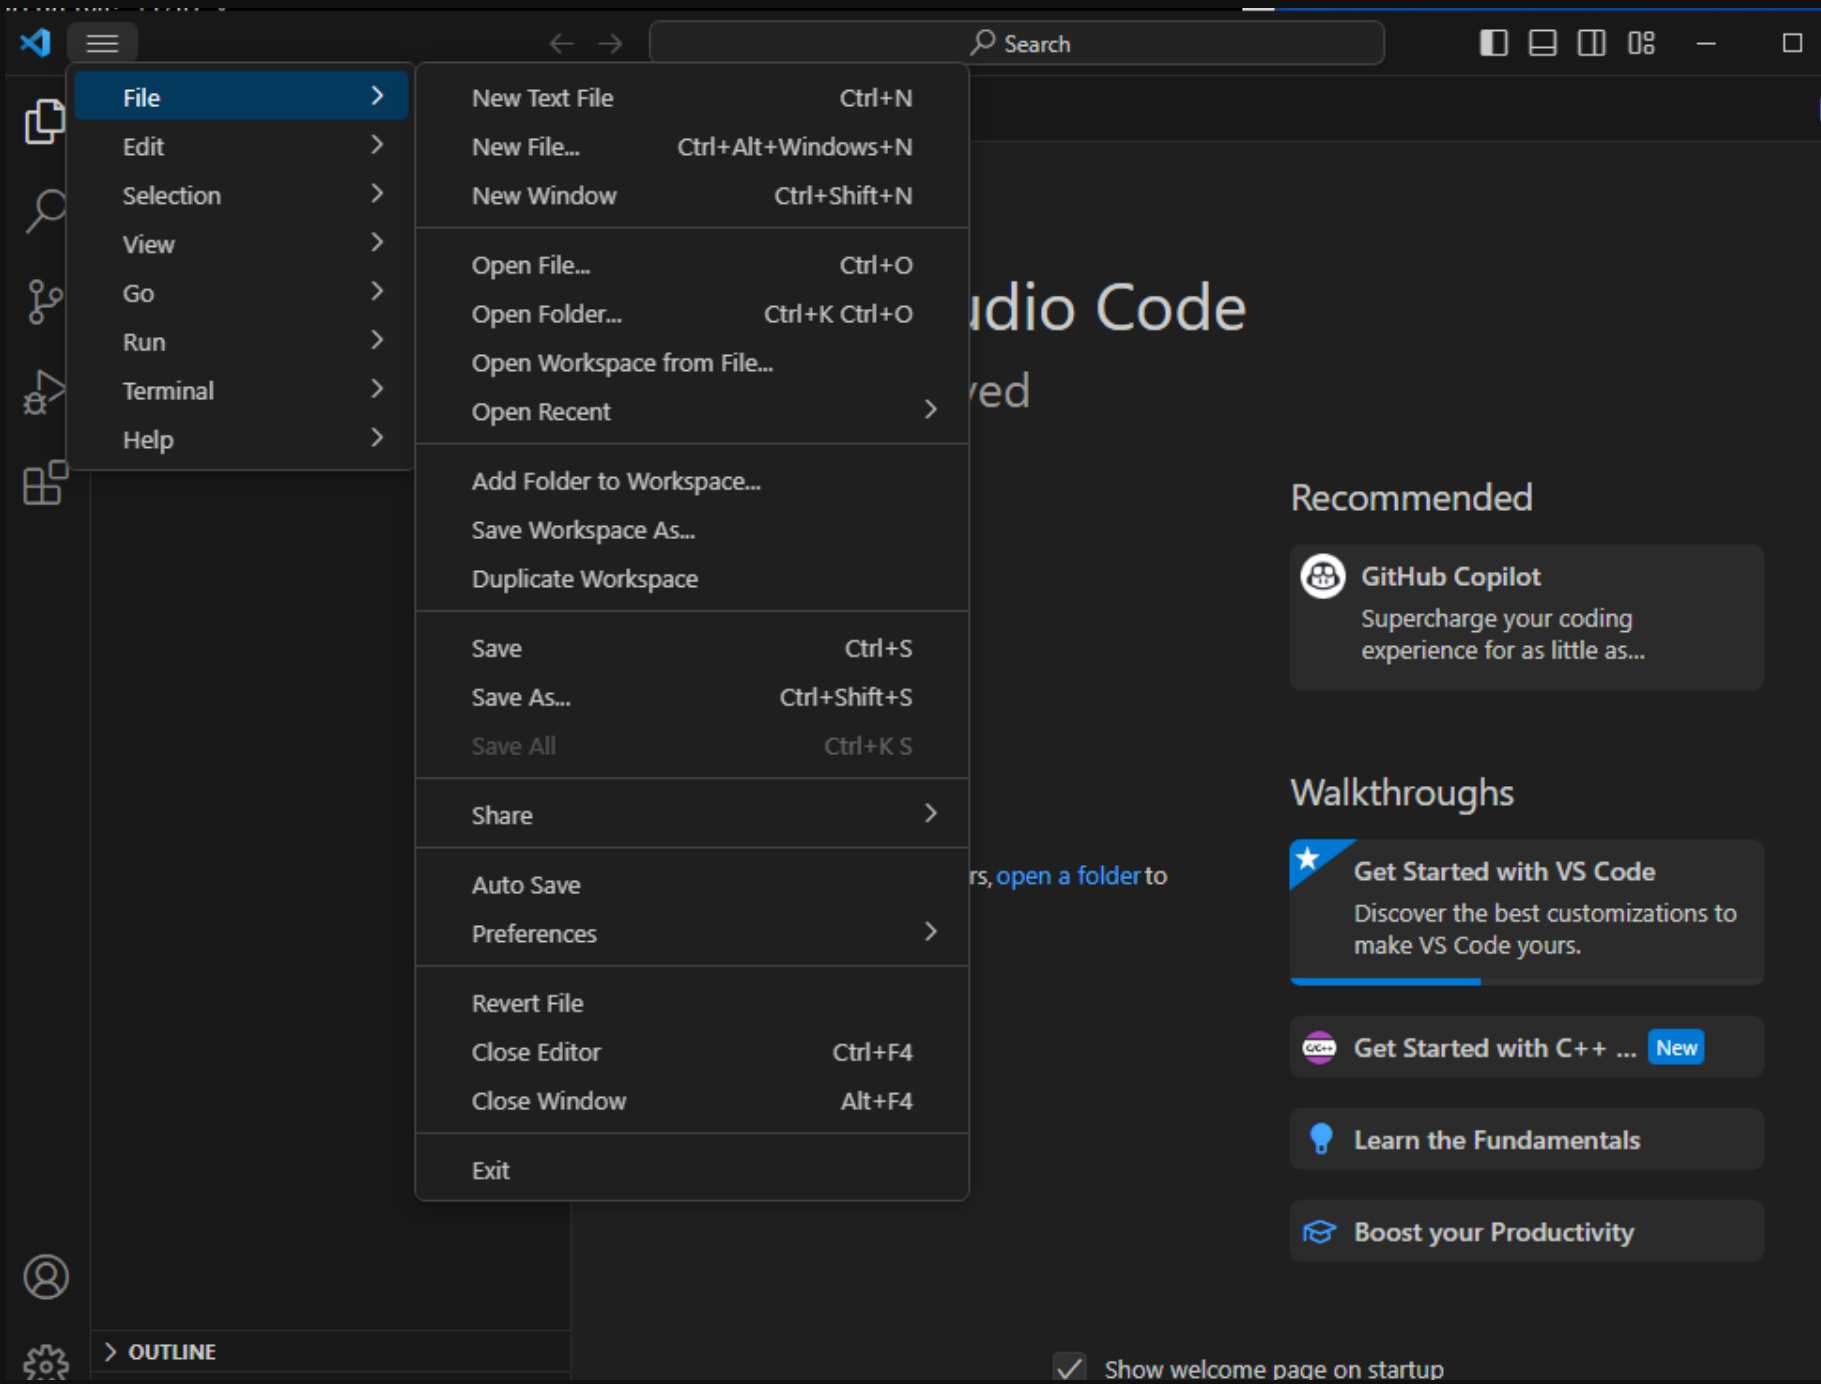 Search
File
Edit
Selection
View
Go
Run
Terminal
Help
New Text File Ctrl+N
New File... Ctrl+Alt+Windows+N
New Window Ctrl+Shift+N
Open File... Ctrl+O
Open Folder... Ctrl+K Ctrl+O
Open Workspace from File...
Open Recent
Add Folder to Workspace...
Save Workspace As...
Duplicate Workspace
Save Ctrl+S
Save As... Ctrl+Shift+S
Save All Ctrl+K S
Share
Auto Save
Preferences
Revert File
Close Editor Ctrl+F4
Close Window Alt+F4
Exit
udio Code
ved
rs, open a folder to
Recommended
GitHub Copilot
Supercharge your coding
experience for as little as...
Walkthroughs
Get Started with VS Code
Discover the best customizations to
make VS Code yours.
C/C++ Get Started with C++ ... New
Learn the Fundamentals
Boost your Productivity
OUTLINE
Show welcome page on startup